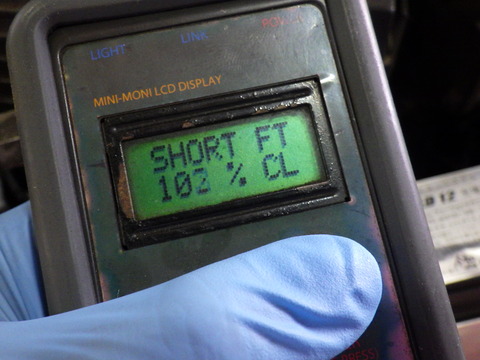 LIGHT LINE
MINI-MONI LCD DISPLAY
SHORT FT
102 % CL